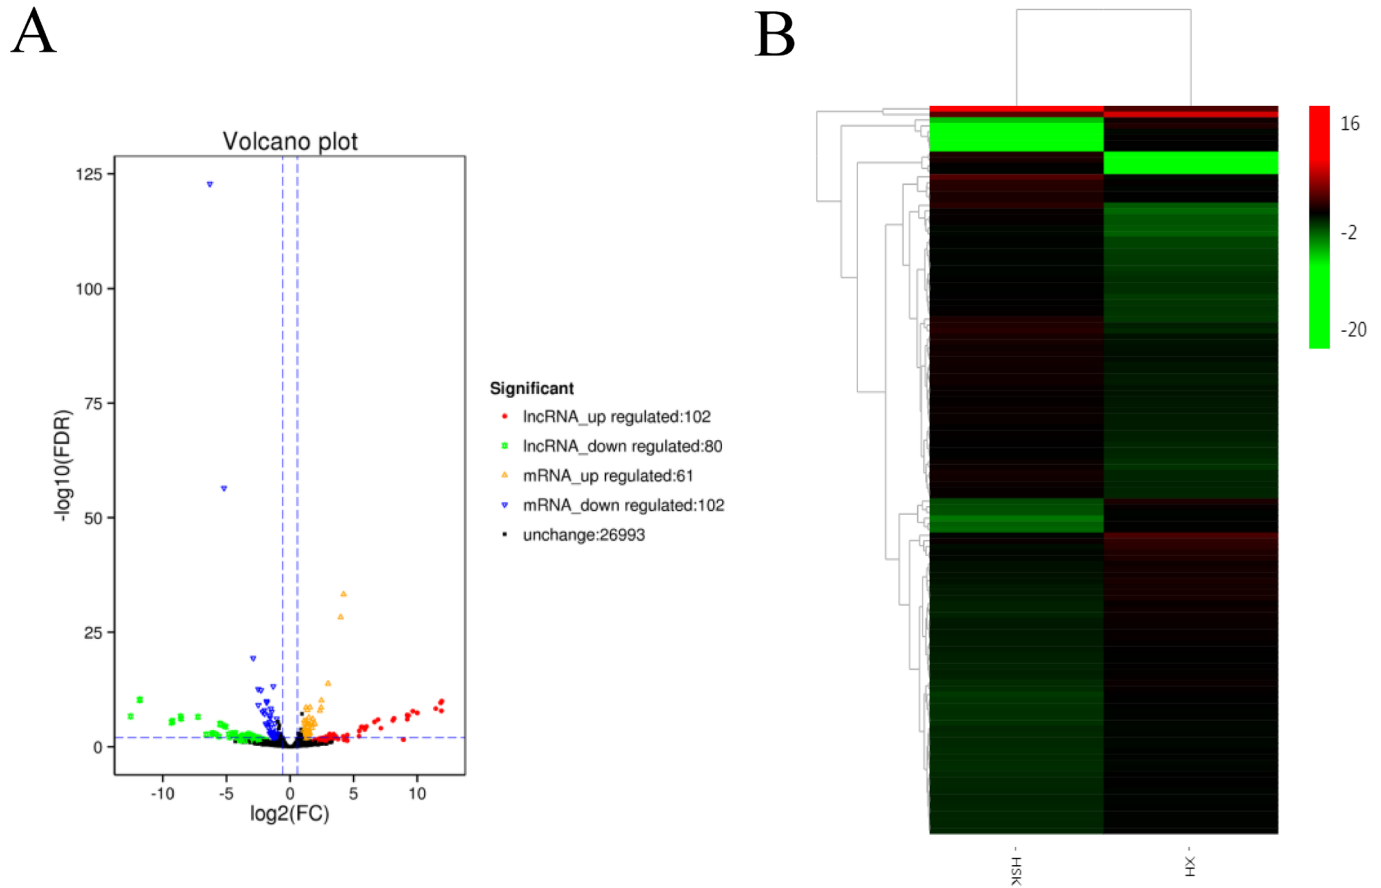 A
B
Volcano plot
125
100
75
50
25
0
-log10(FDR)
-10
-5
0
5
10
log2(FC)
Significant
lncRNA_up regulated:102
lncRNA_down regulated:80
mRNA_up regulated:61
mRNA_down regulated:102
unchange:26993
16
-2
-20
- HSK
- XH